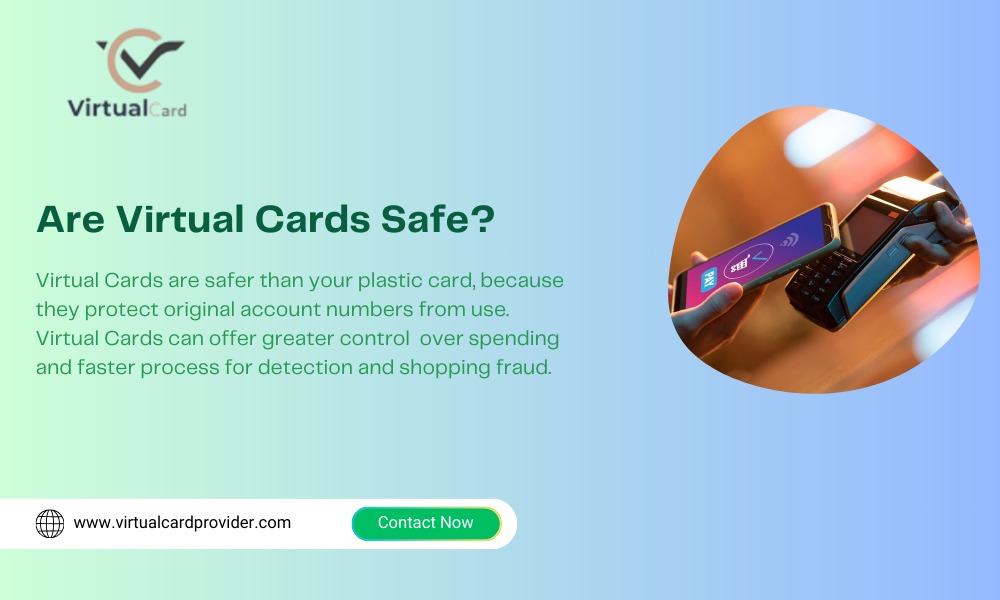 VirtualCard
Are Virtual Cards Safe?
Virtual Cards are safer than your plastic card, because
they protect original account numbers from use.
Virtual Cards can offer greater control  over spending
and faster process for detection and shopping fraud.
PAY
www.virtualcardprovider.com
Contact Now